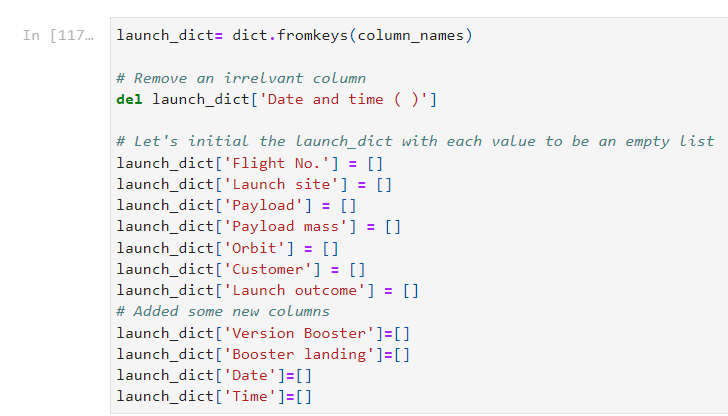 In [117…
launch_dict= dict.fromkeys(column_names)
# Remove an irrelvant column
del launch_dict['Date and time ( )']
# Let's initial the launch_dict with each value to be an empty list
launch_dict['Flight No.'] = []
launch_dict['Launch site'] = []
launch_dict['Payload'] = []
launch_dict['Payload mass'] = []
launch_dict['Orbit'] = []
launch_dict['Customer'] = []
launch_dict['Launch outcome'] = []
# Added some new columns
launch_dict['Version Booster']=[]
launch_dict['Booster landing']=[]
launch_dict['Date']=[]
launch_dict['Time']=[]